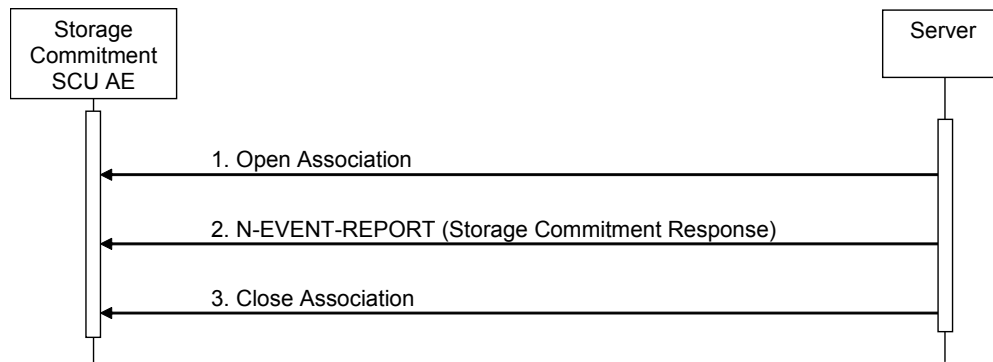 Storage
Commitment
SCU AE
Server
1. Open Association
2. N-EVENT-REPORT (Storage Commitment Response)
3. Close Association